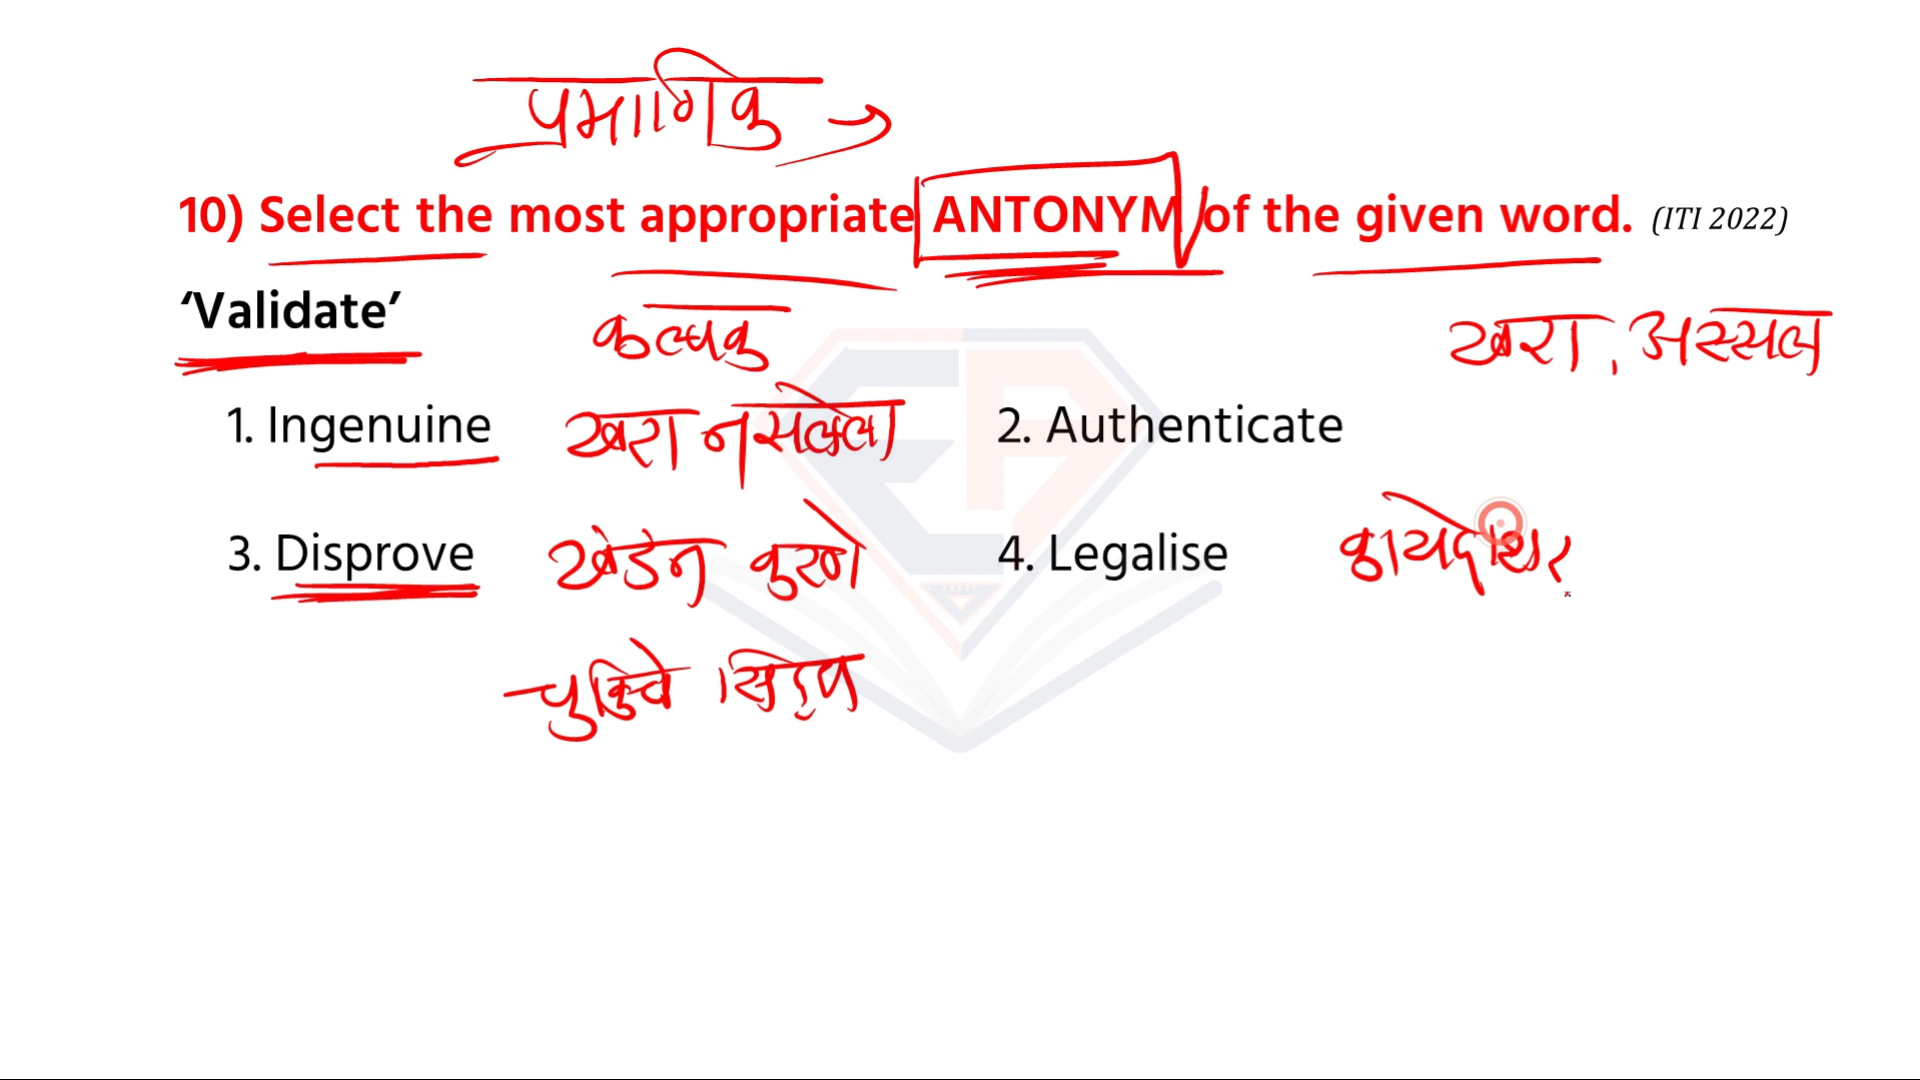 प्रमाणिक
10) Select the most appropriate ANTONYM of the given word. (ITI 2022)
‘Validate’ कल्पक खरा, अस्सल
1. Ingenuine खरा नसलेला 2. Authenticate
3. Disprove खंडन करणे 4. Legalise कायदेशिर
चुकिचे सिद्ध